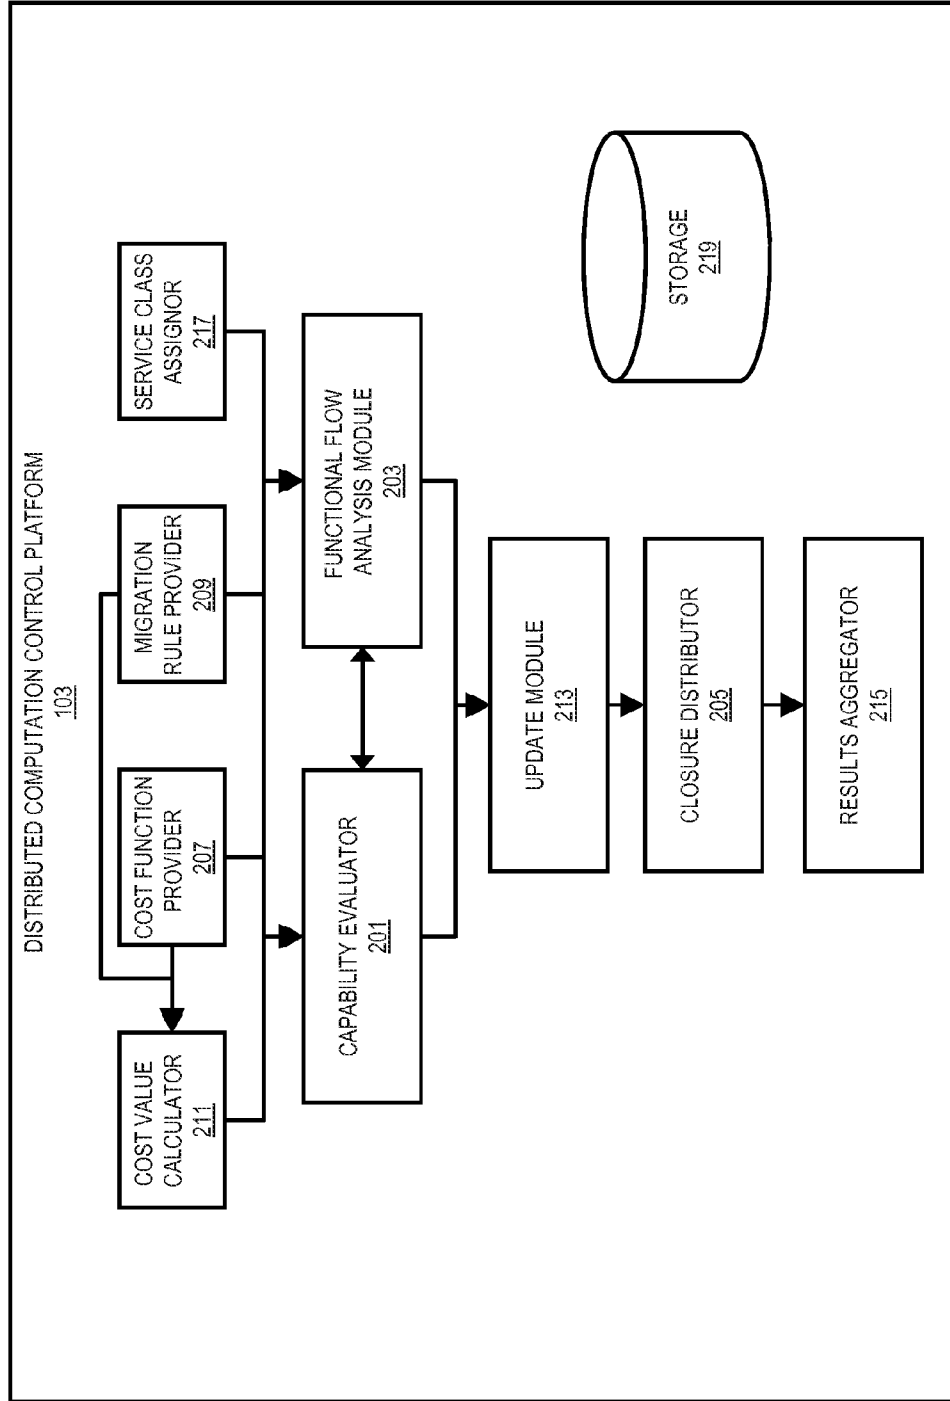 DISTRIBUTED COMPUTATION CONTROL PLATFORM
103
COST VALUE
CALCULATOR
211
COST FUNCTION
PROVIDER
207
MIGRATION
RULE PROVIDER
209
SERVICE CLASS
ASSIGNOR
217
CAPABILITY EVALUATOR
201
FUNCTIONAL FLOW
ANALYSIS MODULE
203
UPDATE MODULE
213
CLOSURE DISTRIBUTOR
205
RESULTS AGGREGATOR
215
STORAGE
219